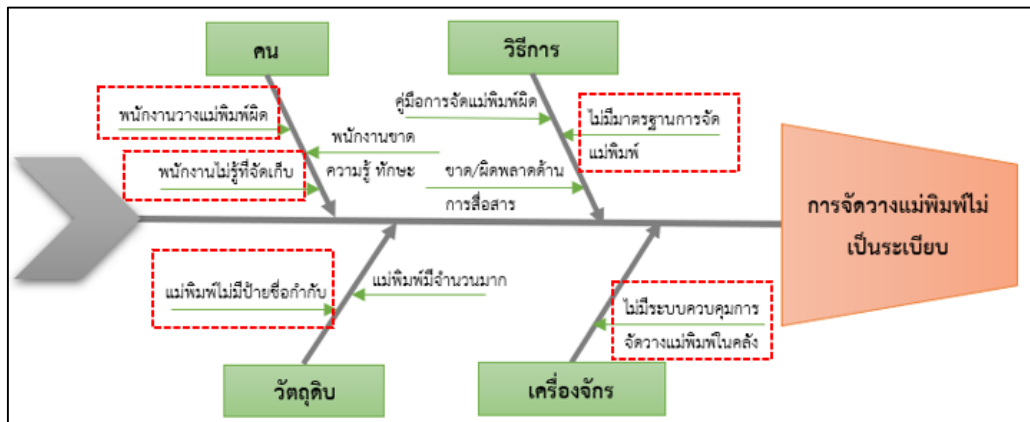 คน
วิธีการ
พนักงานวางแม่พิมพ์ผิด
พนักงานขาด
ความรู้ ทักษะ
พนักงานไม่รู้ที่จัดเก็บ
คู่มือการจัดแม่พิมพ์ผิด
ไม่มีมาตรฐานการจัด
แม่พิมพ์
ขาด/ผิดพลาดด้าน
การสื่อสาร
การจัดวางแม่พิมพ์ไม่
เป็นระเบียบ
แม่พิมพ์ไม่มีป้ายชื่อกำกับ
แม่พิมพ์มีจำนวนมาก
ไม่มีระบบควบคุมการ
จัดวางแม่พิมพ์ในคลัง
วัตถุดิบ
เครื่องจักร